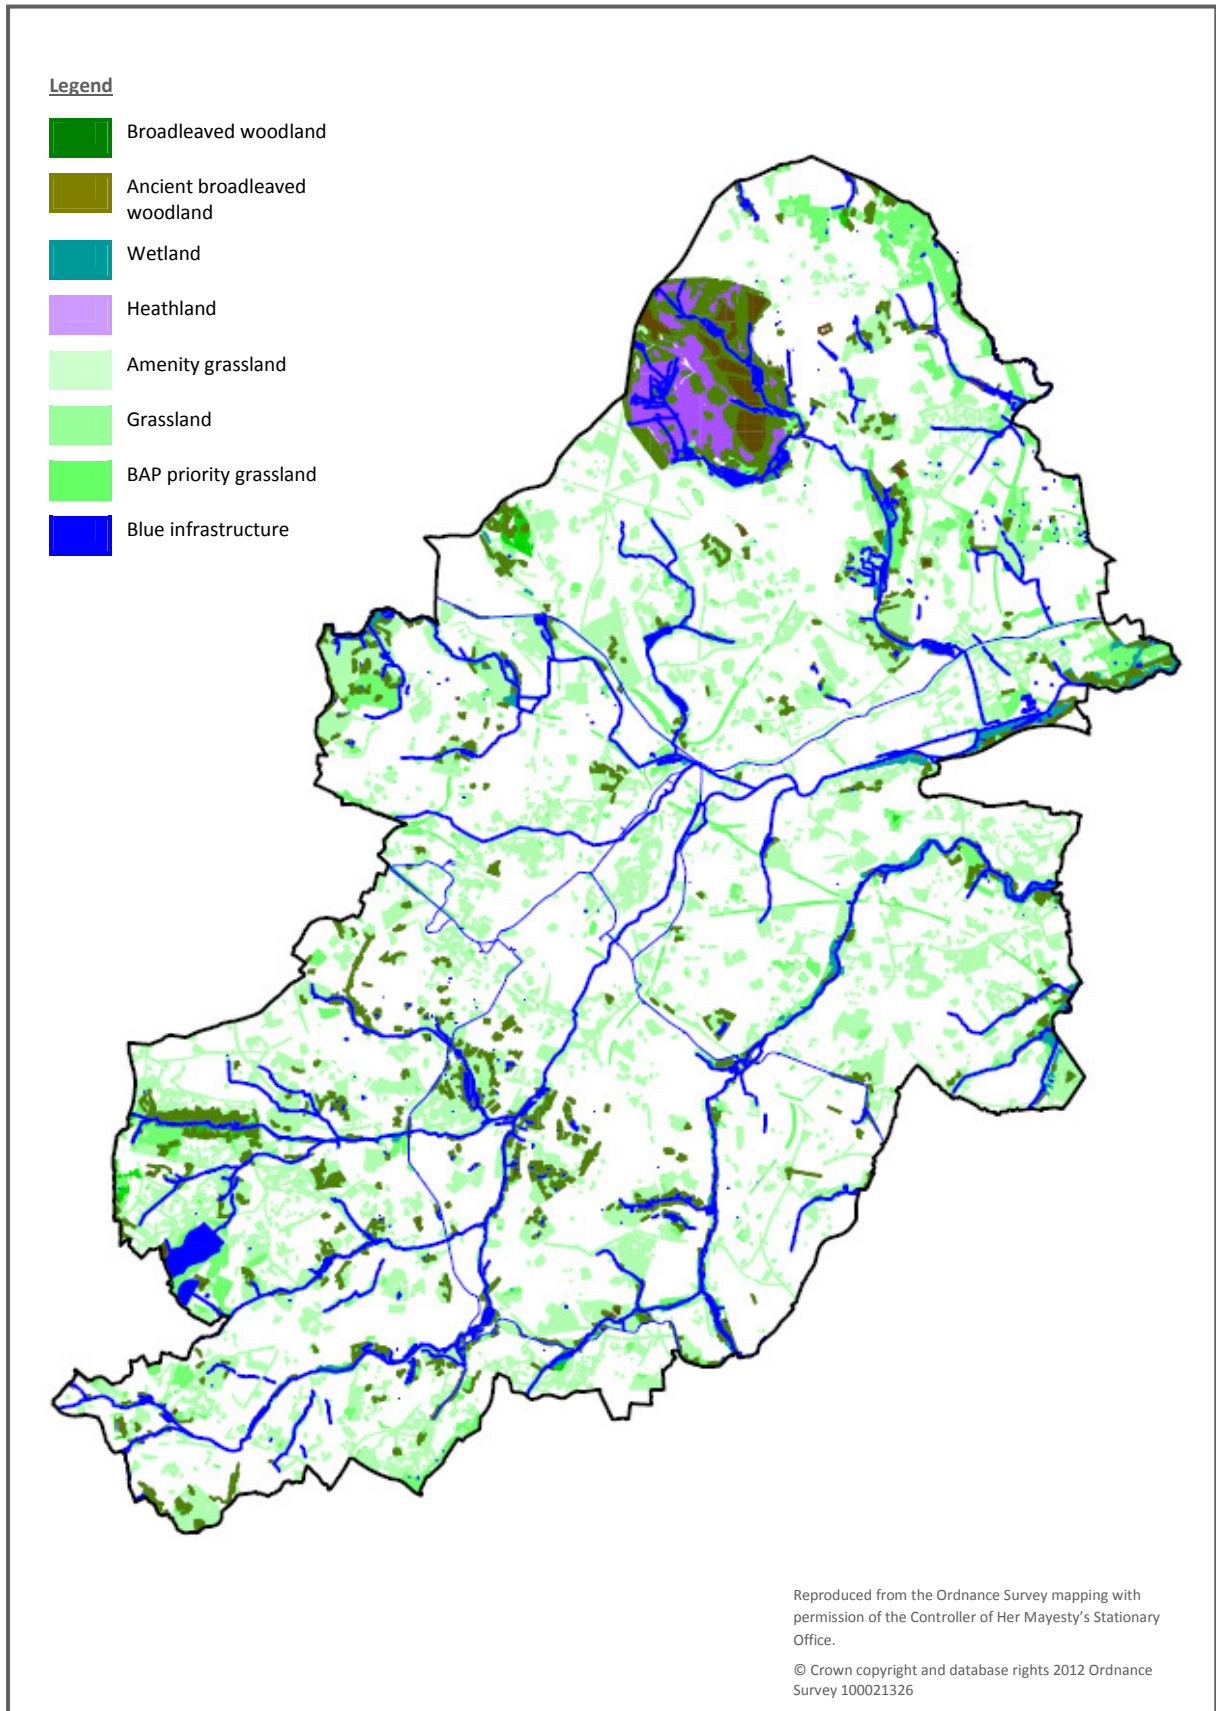 Legend
Broadleaved woodland
Ancient broadleaved
woodland
Wetland
Heathland
Amenity grassland
Grassland
BAP priority grassland
Blue infrastructure
Reproduced from the Ordnance Survey mapping with
permission of the Controller of Her Mayesty's Stationary
Office.
© Crown copyright and database rights 2012 Ordnance
Survey 100021326